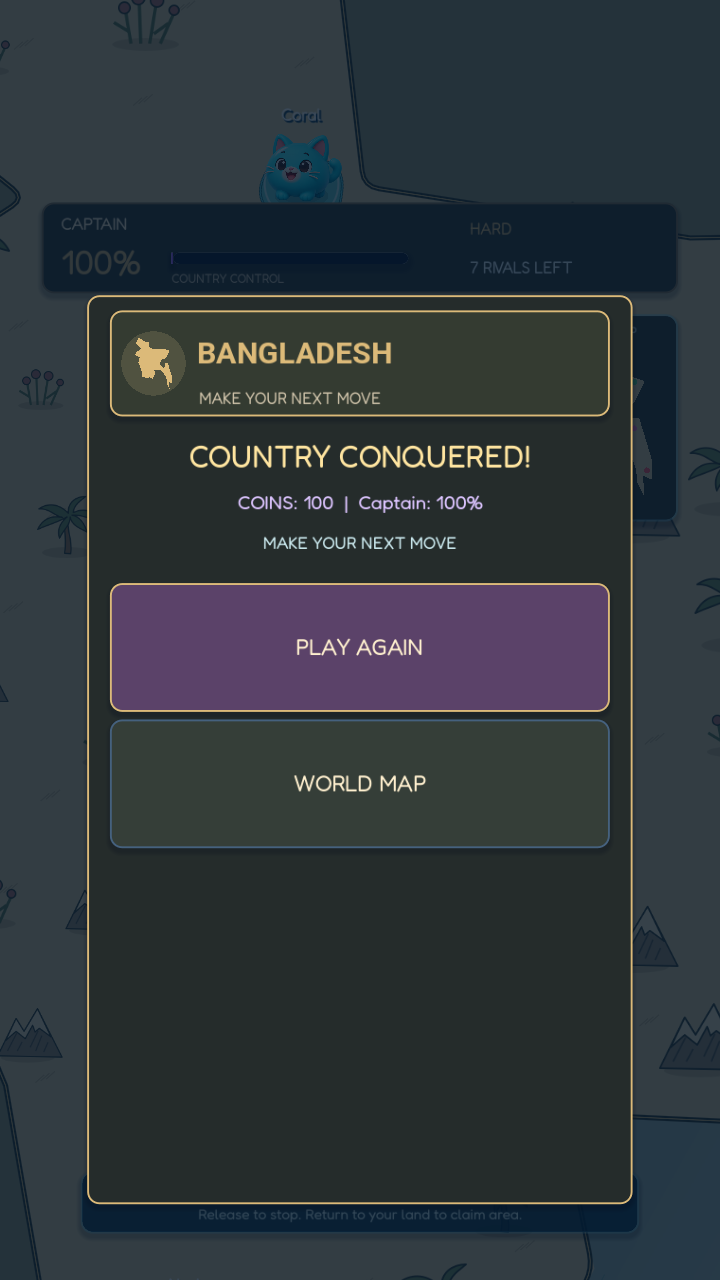 Coral
CAPTAIN
HARD
100%
7 RIVALS LEFT
COUNTRY CONTROL
BANGLADESH
MAKE YOUR NEXT MOVE
COUNTRY CONQUERED!
COINS: 100 | Captain: 100%
MAKE YOUR NEXT MOVE
PLAY AGAIN
WORLD MAP
Release to stop. Return to your land to claim area.